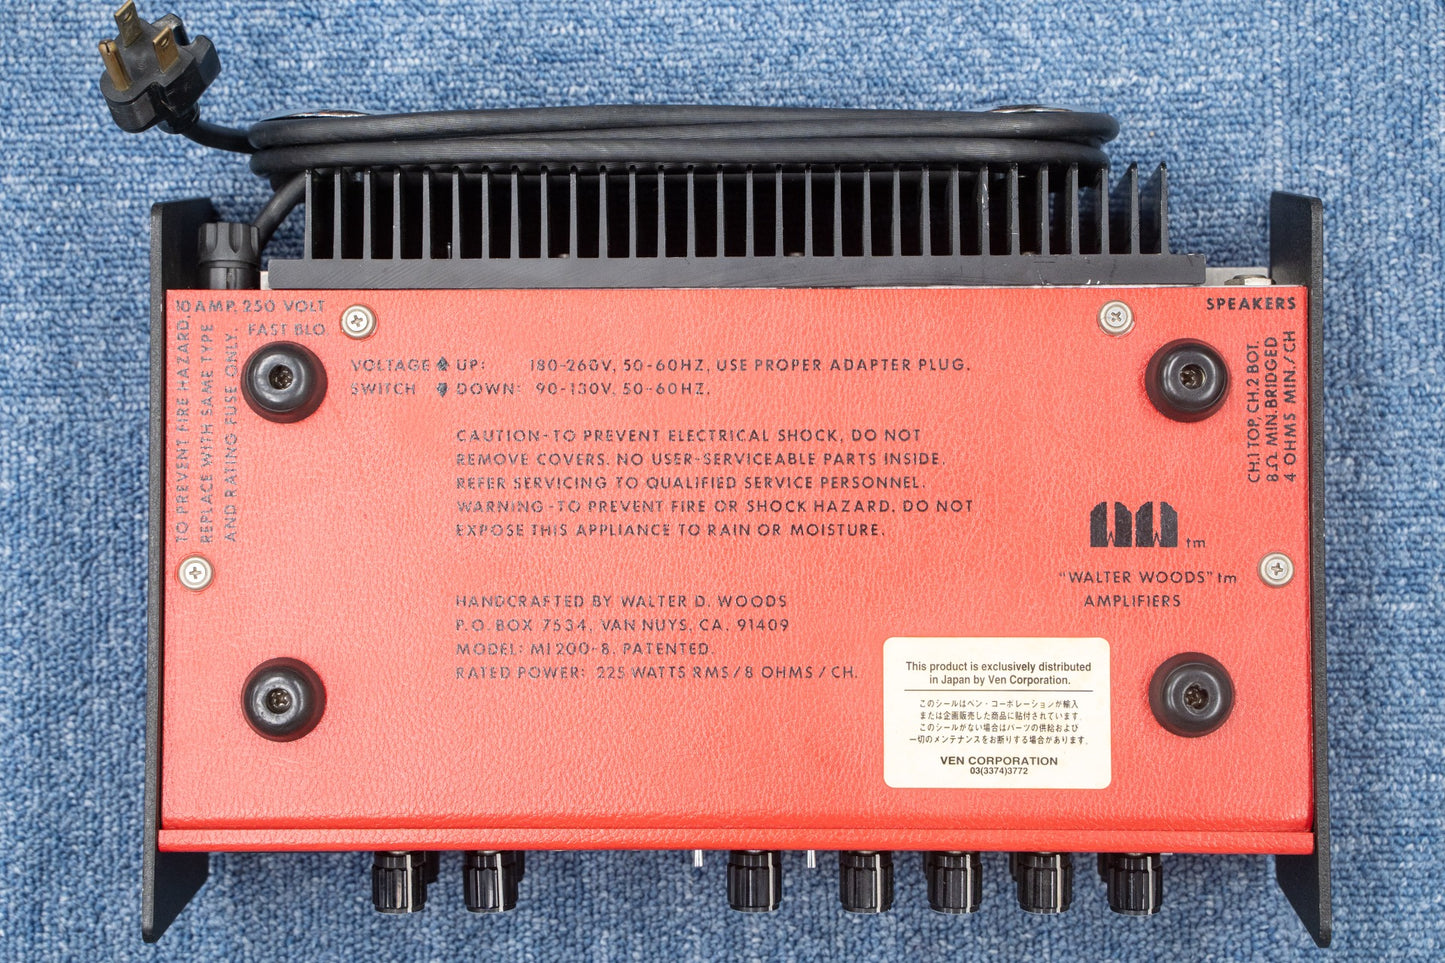 10 AMP. 250 VOLT
FAST BLO
TO PREVENT FIRE HAZARD,
REPLACE WITH SAME TYPE
AND RATING FUSE ONLY.
VOLTAGE UP: 180-260V, 50-60HZ, USE PROPER ADAPTER PLUG.
SWITCH DOWN: 90-130V. 50-60HZ.
CAUTION-TO PREVENT ELECTRICAL SHOCK, DO NOT
REMOVE COVERS. NO USER-SERVICEABLE PARTS INSIDE.
REFER SERVICING TO QUALIFIED SERVICE PERSONNEL.
WARNING-TO PREVENT FIRE OR SHOCK HAZARD, DO NOT
EXPOSE THIS APPLIANCE TO RAIN OR MOISTURE.
SPEAKERS
CH.1 TOP, CH.2 BOT.
8Ω MIN. BRIDGED
4 OHMS MIN./CH
tm
"WALTER WOODS" tm
AMPLIFIERS
HANDCRAFTED BY WALTER D. WOODS
P.O. BOX 7534, VAN NUYS, CA. 91409
MODEL: MI200-8. PATENTED.
RATED POWER: 225 WATTS RMS/8 OHMS/CH.
This product is exclusively distributed
in Japan by Ven Corporation.
このシールはベン・コーポレーションが輸入
または企画販売した商品に貼付されています。
このシールがない場合はパーツの供給および
一切のメンテナンスをお断りする場合があります。
VEN CORPORATION
03(3374)3772